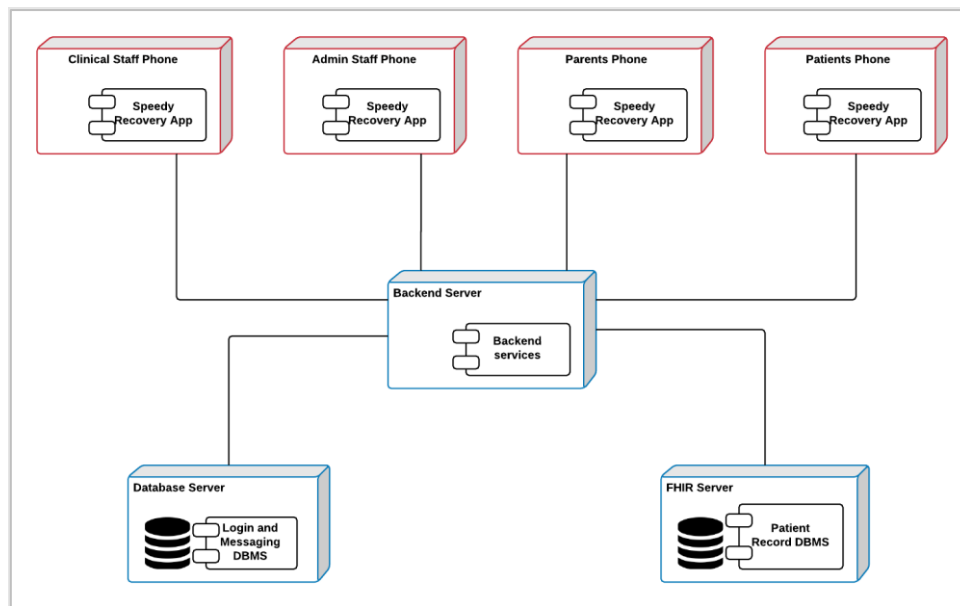 Clinical Staff Phone
Speedy
Recovery App
Admin Staff Phone
Speedy
Recovery App
Parents Phone
Speedy
Recovery App
Patients Phone
Speedy
Recovery App
Backend Server
Backend
services
Database Server
Login and
Messaging
DBMS
FHIR Server
Patient
Record DBMS